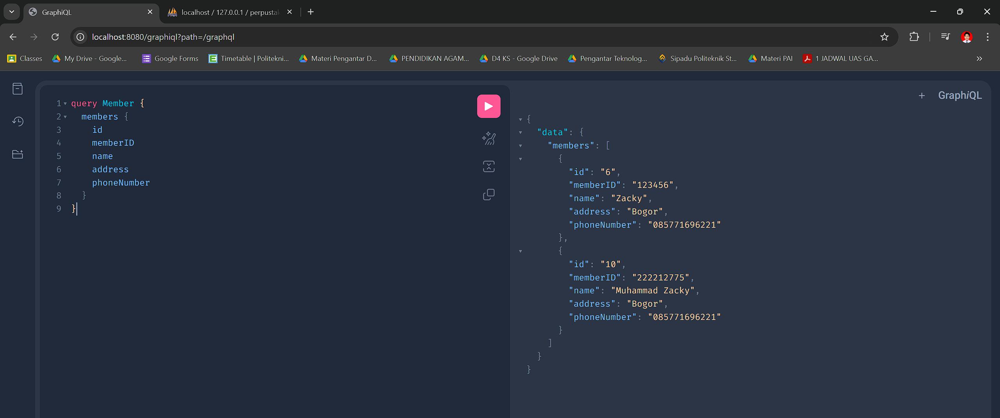 GraphiQL
localhost / 127.0.0.1 / perpustak
localhost:8080/graphiql?path=/graphql
Classes
My Drive - Google...
Google Forms
Timetable | Politekni...
Materi Pengantar D...
PENDIDIKAN AGAM...
D4 KS - Google Drive
Pengantar Teknolog...
Sipadu Politeknik St...
Materi PAI
1 JADWAL UAS GA...
1 query Member {
2 members {
3 id
4 memberID
5 name
6 address
7 phoneNumber
8 }
9 }
GraphiQL
{
"data": {
"members": [
{
"id": "6",
"memberID": "123456",
"name": "Zacky",
"address": "Bogor",
"phoneNumber": "085771696221"
},
{
"id": "10",
"memberID": "222212775",
"name": "Muhammad Zacky",
"address": "Bogor",
"phoneNumber": "085771696221"
}
]
}
}